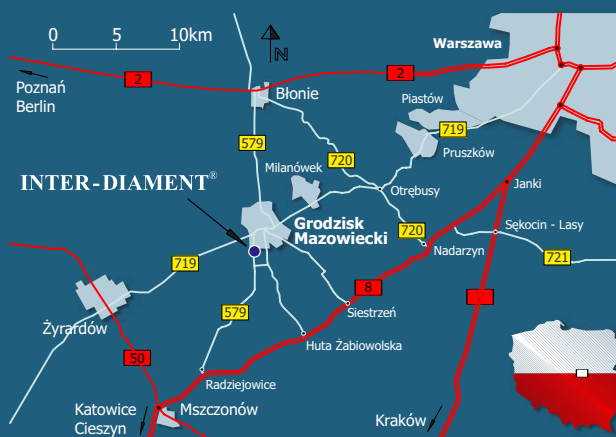 0 5 10km
N
Warszawa
2
2
Poznań
Berlin
Błonie
Piastów
719
579
720
Pruszków
Milanówek
INTER-DIAMENT®
Otrębusy
Janki
Grodzisk
Mazowiecki
720
Sękocin - Lasy
Nadarzyn
721
719
8
7
579
Siestrzeń
Żyrardów
Huta Żabiowolska
50
Radziejowice
Katowice
Cieszyn
Mszczonów
Kraków